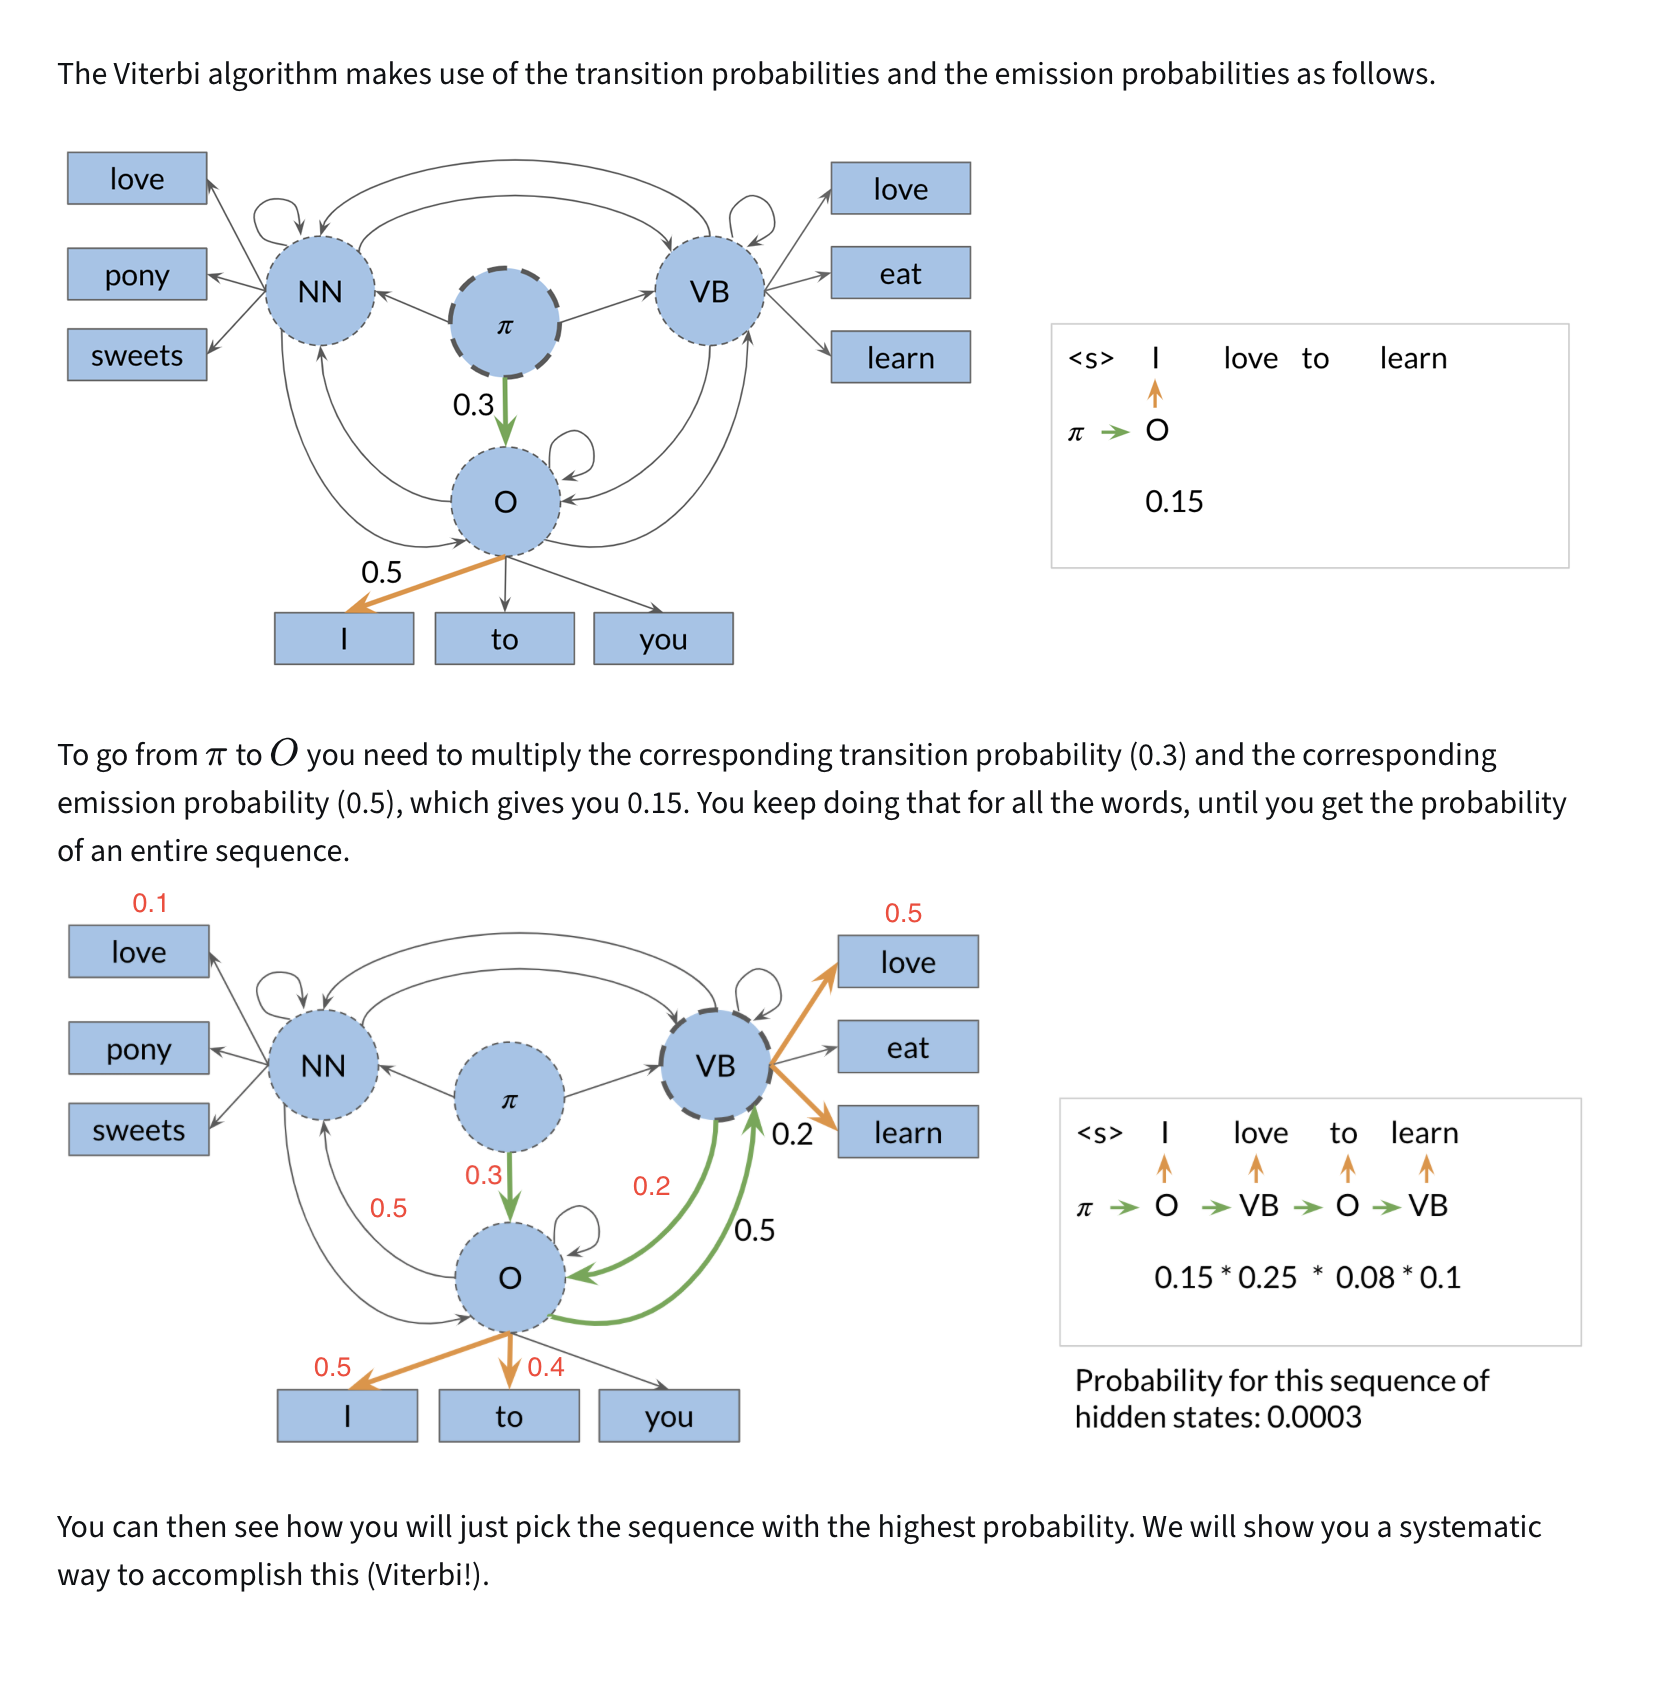 The Viterbi algorithm makes use of the transition probabilities and the emission probabilities as follows.
love
pony
sweets
NN
π
VB
love
eat
learn
0.3
O
0.5
I
to
you
<s> I love to learn
π O
0.15
To go from π to O you need to multiply the corresponding transition probability (0.3) and the corresponding
emission probability (0.5), which gives you 0.15. You keep doing that for all the words, until you get the probability
of an entire sequence.
0.1
love
pony
sweets
NN
π
VB
0.5
love
eat
learn
0.2
0.3
0.2
0.5
0.5
O
0.5
0.4
I
to
you
<s> I love to learn
π O VB O VB
0.15 * 0.25 * 0.08 * 0.1
Probability for this sequence of
hidden states: 0.0003
You can then see how you will just pick the sequence with the highest probability. We will show you a systematic
way to accomplish this (Viterbi!).